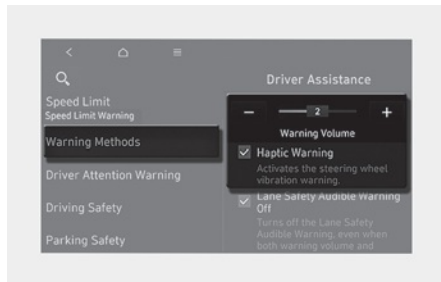 Driver Assistance
Speed Limit
Speed Limit Warning
Warning Methods
Driver Attention Warning
Driving Safety
Parking Safety
2
Warning Volume
Haptic Warning
Activates the steering wheel
vibration warning.
Lane Safety Audible Warning
Off
Turns off the Lane Safety
Audible Warning, even when
both warning volume and